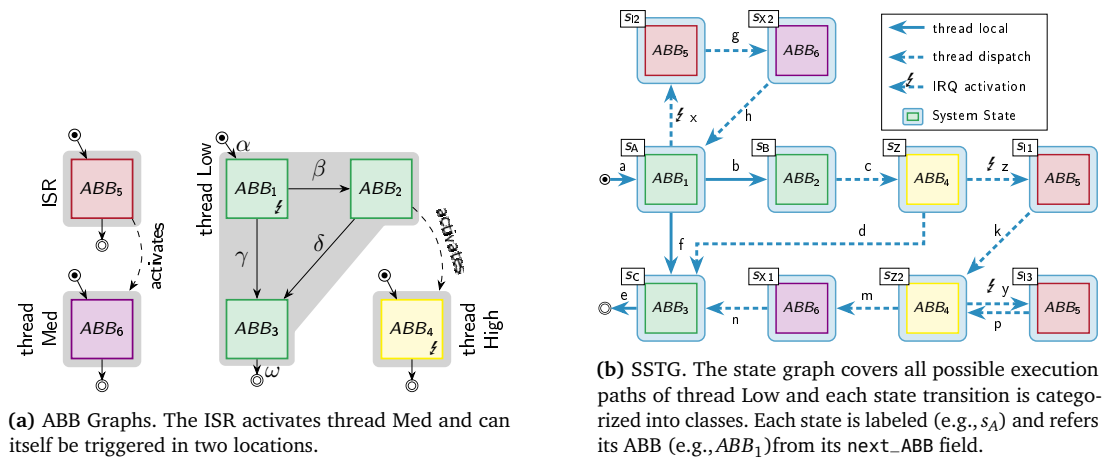 ISR
ABB5
activates
thread Med
ABB6
thread Low
α
ABB1
β
ABB2
γ
δ
ABB3
ω
activates
ABB4
thread High
(a) ABB Graphs. The ISR activates thread Med and can
itself be triggered in two locations.
sI2
ABB5
g
sX2
ABB6
x
h
a
sA
ABB1
b
sB
ABB2
c
sZ
ABB4
z
sI1
ABB5
f
d
k
e
sC
ABB3
n
sX1
ABB6
m
sZ2
ABB4
y
p
sI3
ABB5
thread local
thread dispatch
IRQ activation
System State
(b) SSTG. The state graph covers all possible execution
paths of thread Low and each state transition is catego-
rized into classes. Each state is labeled (e.g., sA) and refers
its ABB (e.g., ABB1)from its next_ABB field.